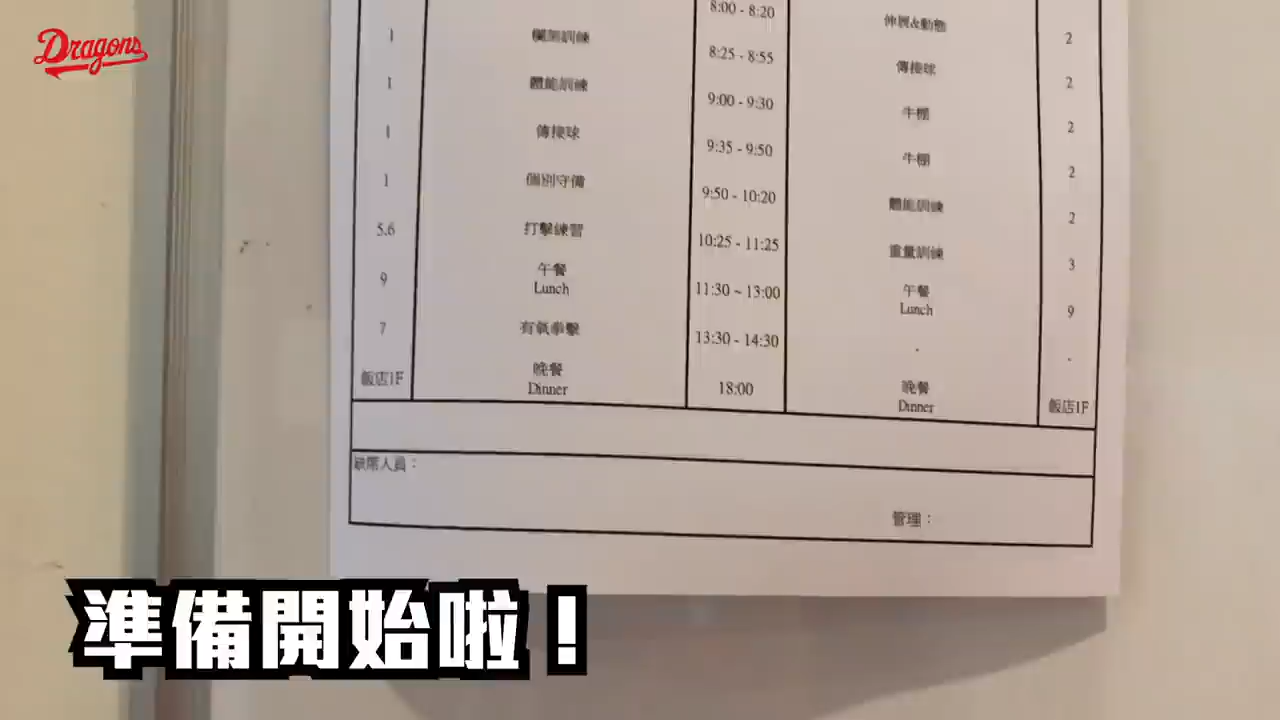 Dragons
8:00 - 8:20 伸展&動態 2
1 欄架訓練 8:25 - 8:55 傳接球 2
1 體能訓練 9:00 - 9:30 牛棚 2
1 傳接球 9:35 - 9:50 牛棚 2
1 個別守備 9:50 - 10:20 體能訓練 2
5.6 打擊練習 10:25 - 11:25 重量訓練 3
9 午餐 11:30 ~ 13:00 午餐 9
Lunch Lunch
7 有氧拳擊 13:30 - 14:30 . .
飯店1F 晚餐 18:00 晚餐 飯店1F
Dinner Dinner
缺席人員：
管理：
準備開始啦！